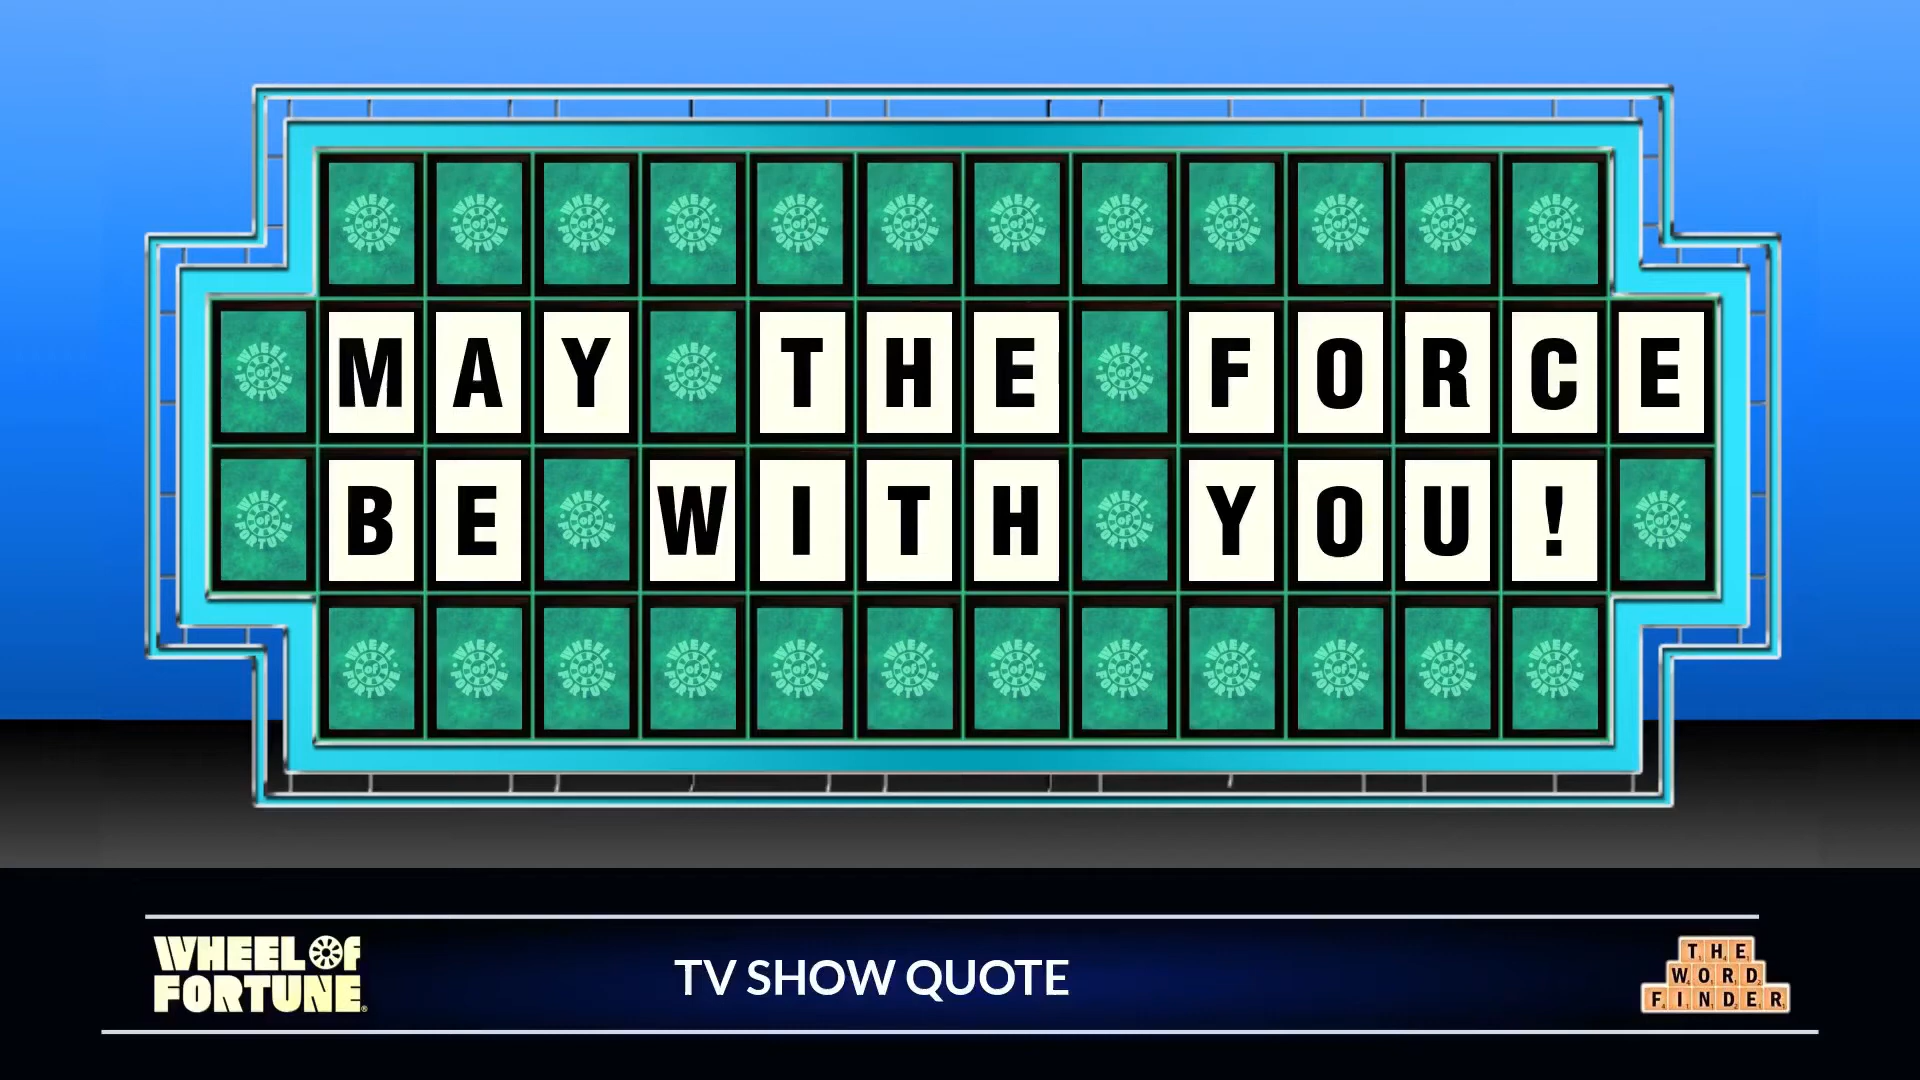 MAY THE FORCE
BE WITH YOU!
WHEEL OF
FORTUNE
TV SHOW QUOTE
THE
WORD
FINDER